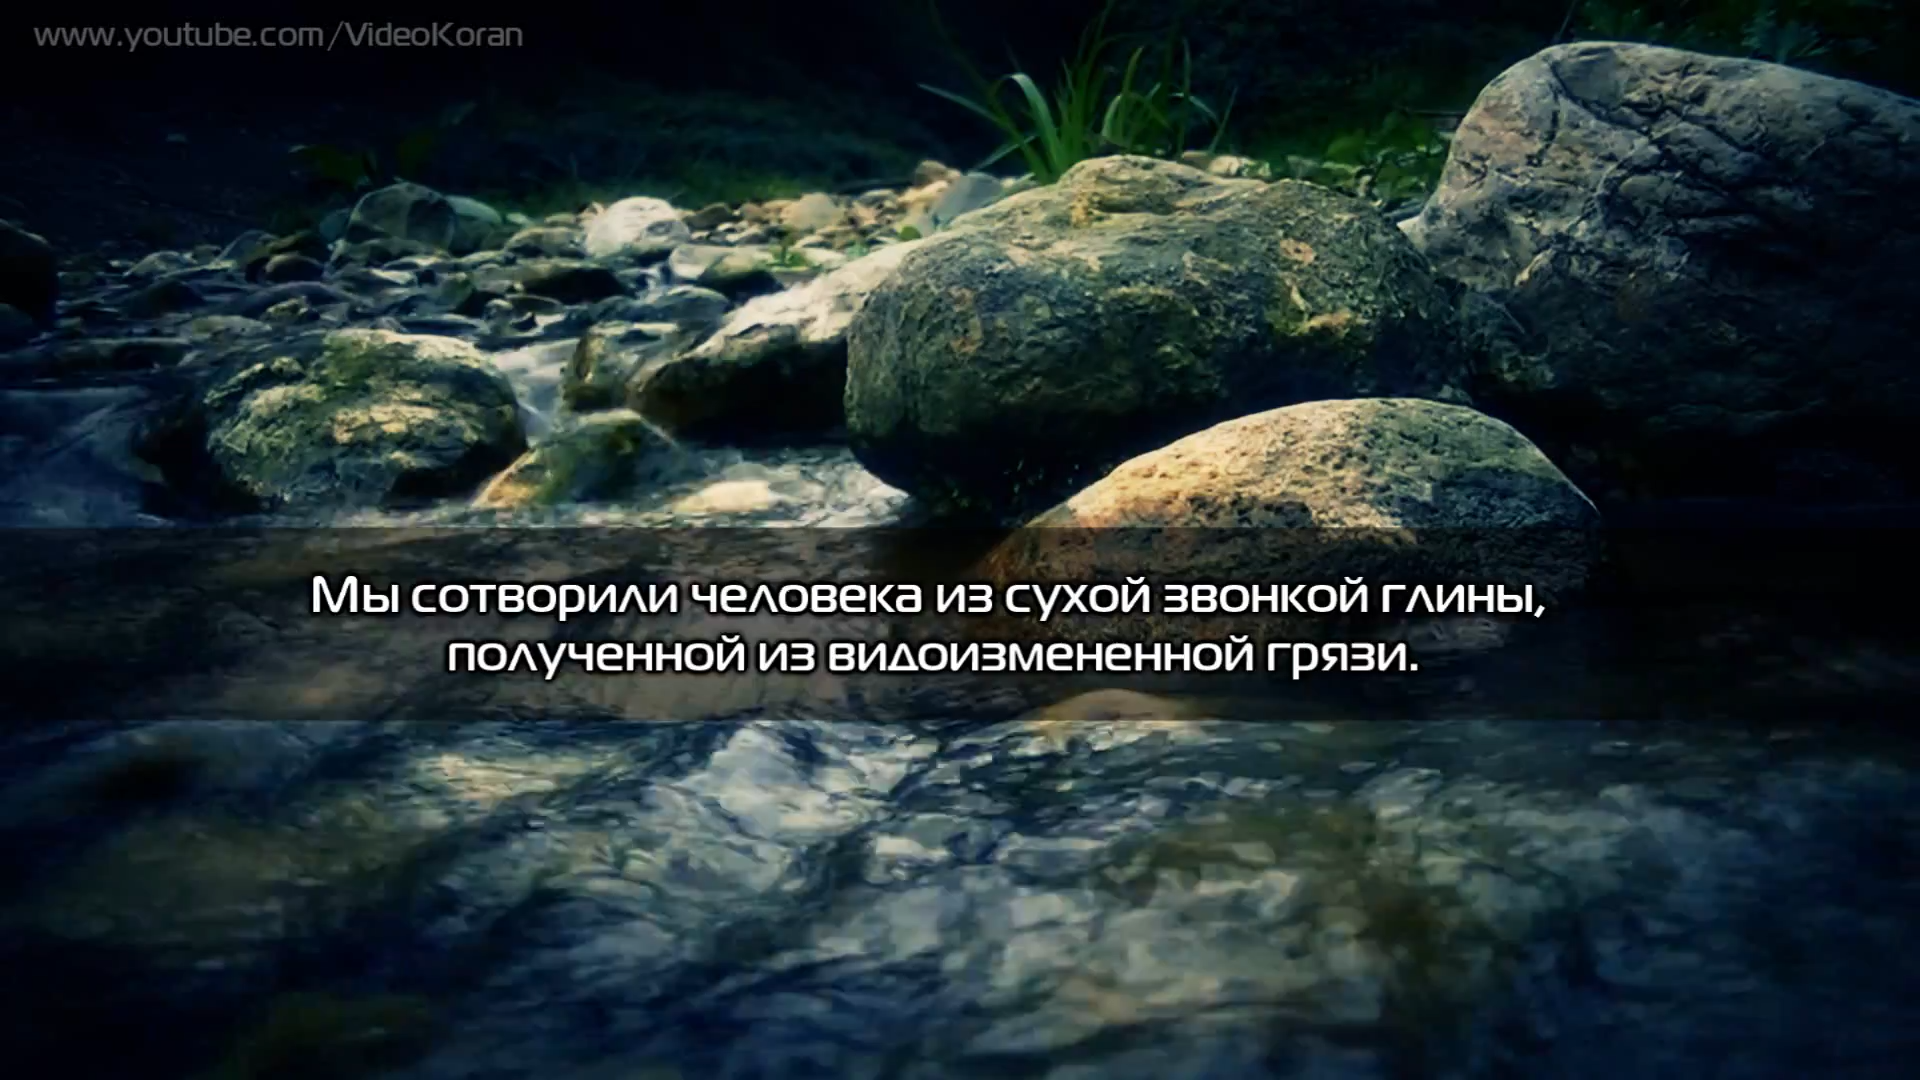 www.youtube.com/VideoKoran
Мы сотворили человека из сухой звонкой глины,
полученной из видоизмененной грязи.